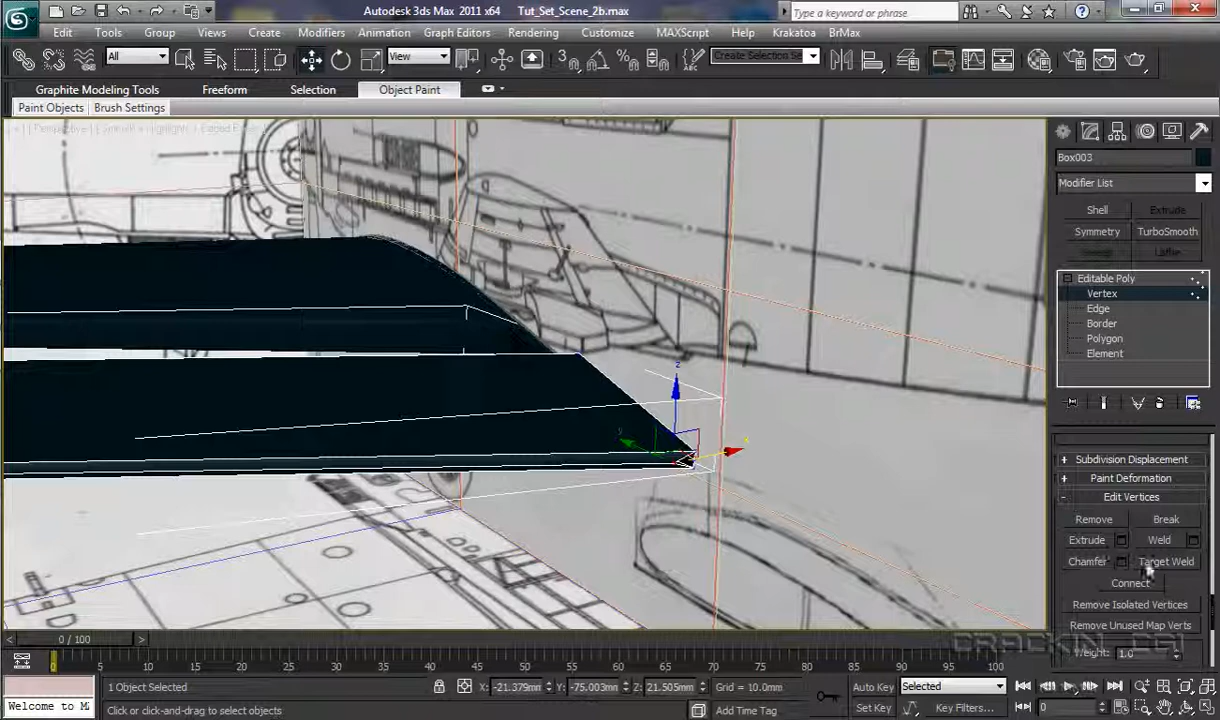 Autodesk 3ds Max 2011 x64 Tut_Set_Scene_2b.max
Type a keyword or phrase
Edit Tools Group Views Create Modifiers Animation Graph Editors Rendering Customize MAXScript Help Krakatoa BrMax
All View Create Selection Se
Graphite Modeling Tools Freeform Selection Object Paint
Paint Objects Brush Settings
Box003
Modifier List
Shell Extrude
Symmetry TurboSmooth
Editable Poly
Vertex
Edge
Border
Polygon
Element
z
x
+ Subdivision Displacement
+ Paint Deformation
- Edit Vertices
Remove Break
Extrude Weld
Chamfer Target Weld
Connect
Remove Isolated Vertices
Remove Unused Map Verts
Weight: 1.0
CRACKIN CGI
< 0 / 100 >
0 5 10 15 20 25 30 35 40 45 50 55 60 65 70 75 80 85 90 95 100
1 Object Selected X: -21.379mm Y: -75.003mm Z: 21.505mm Grid = 10.0mm Auto Key Selected
Welcome to MA Click or click-and-drag to select objects Add Time Tag Set Key Key Filters... 0